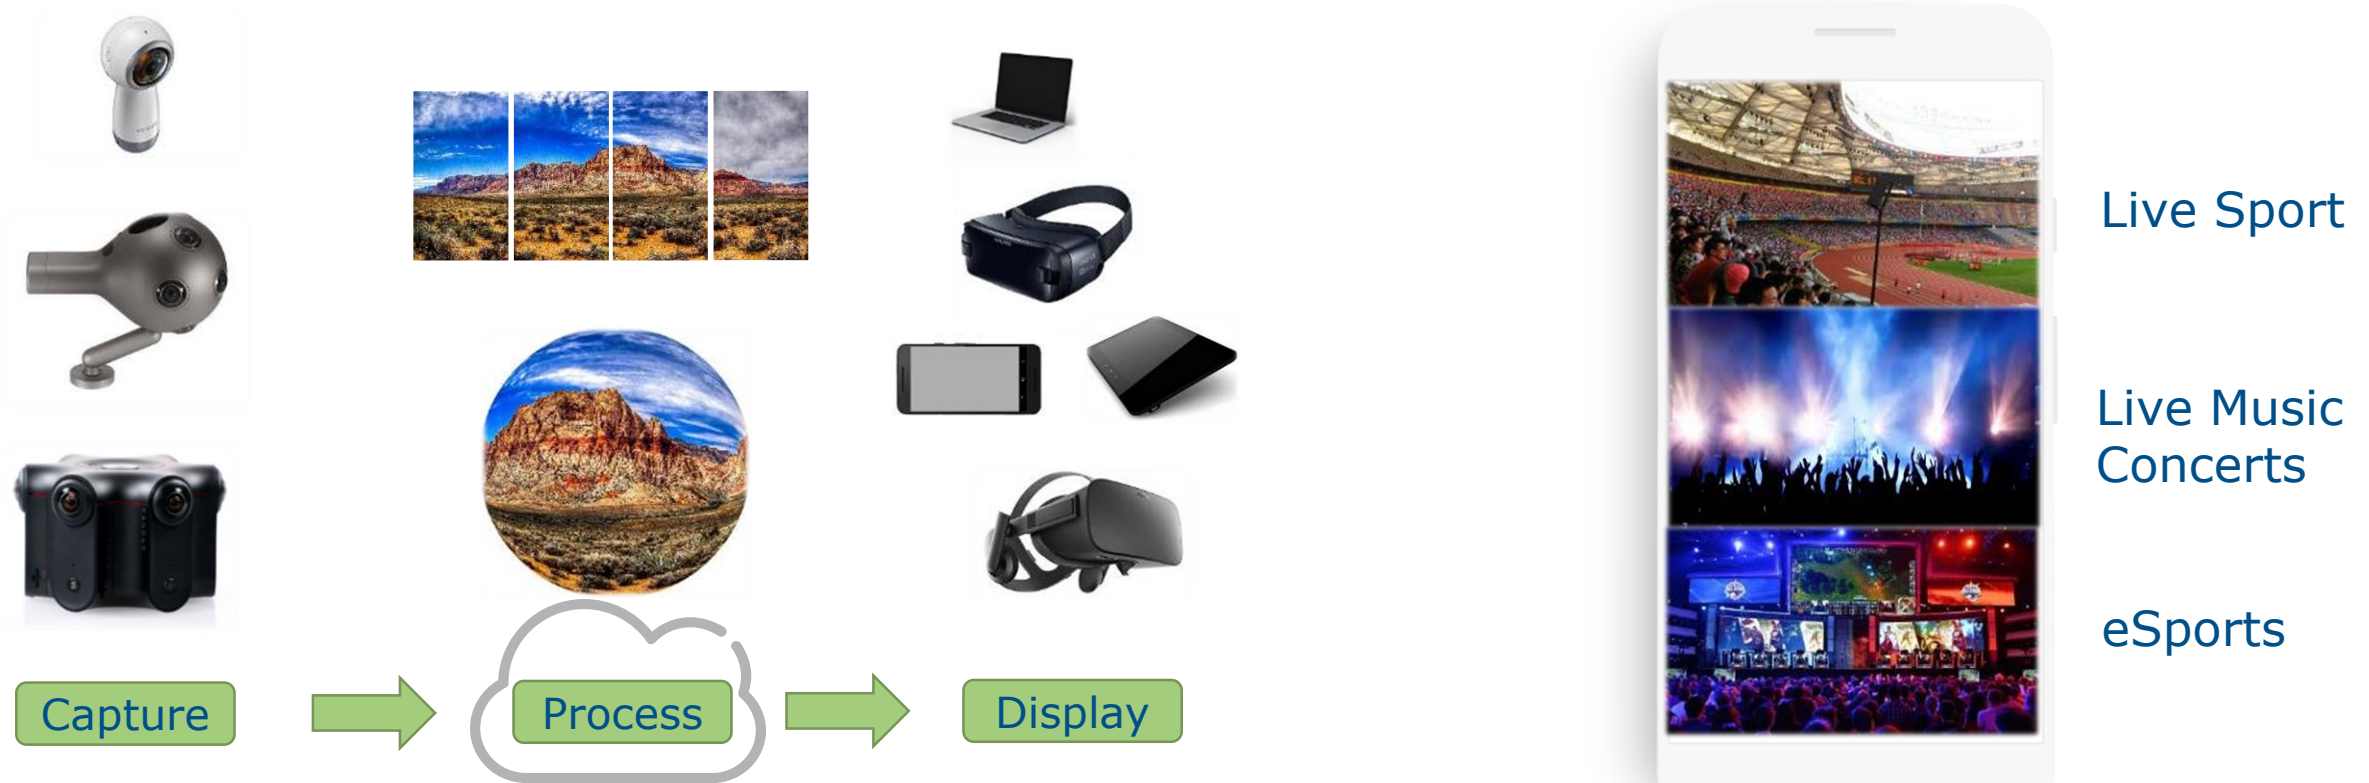 Live Sport
Live Music
Concerts
eSports
Capture
Process
Display